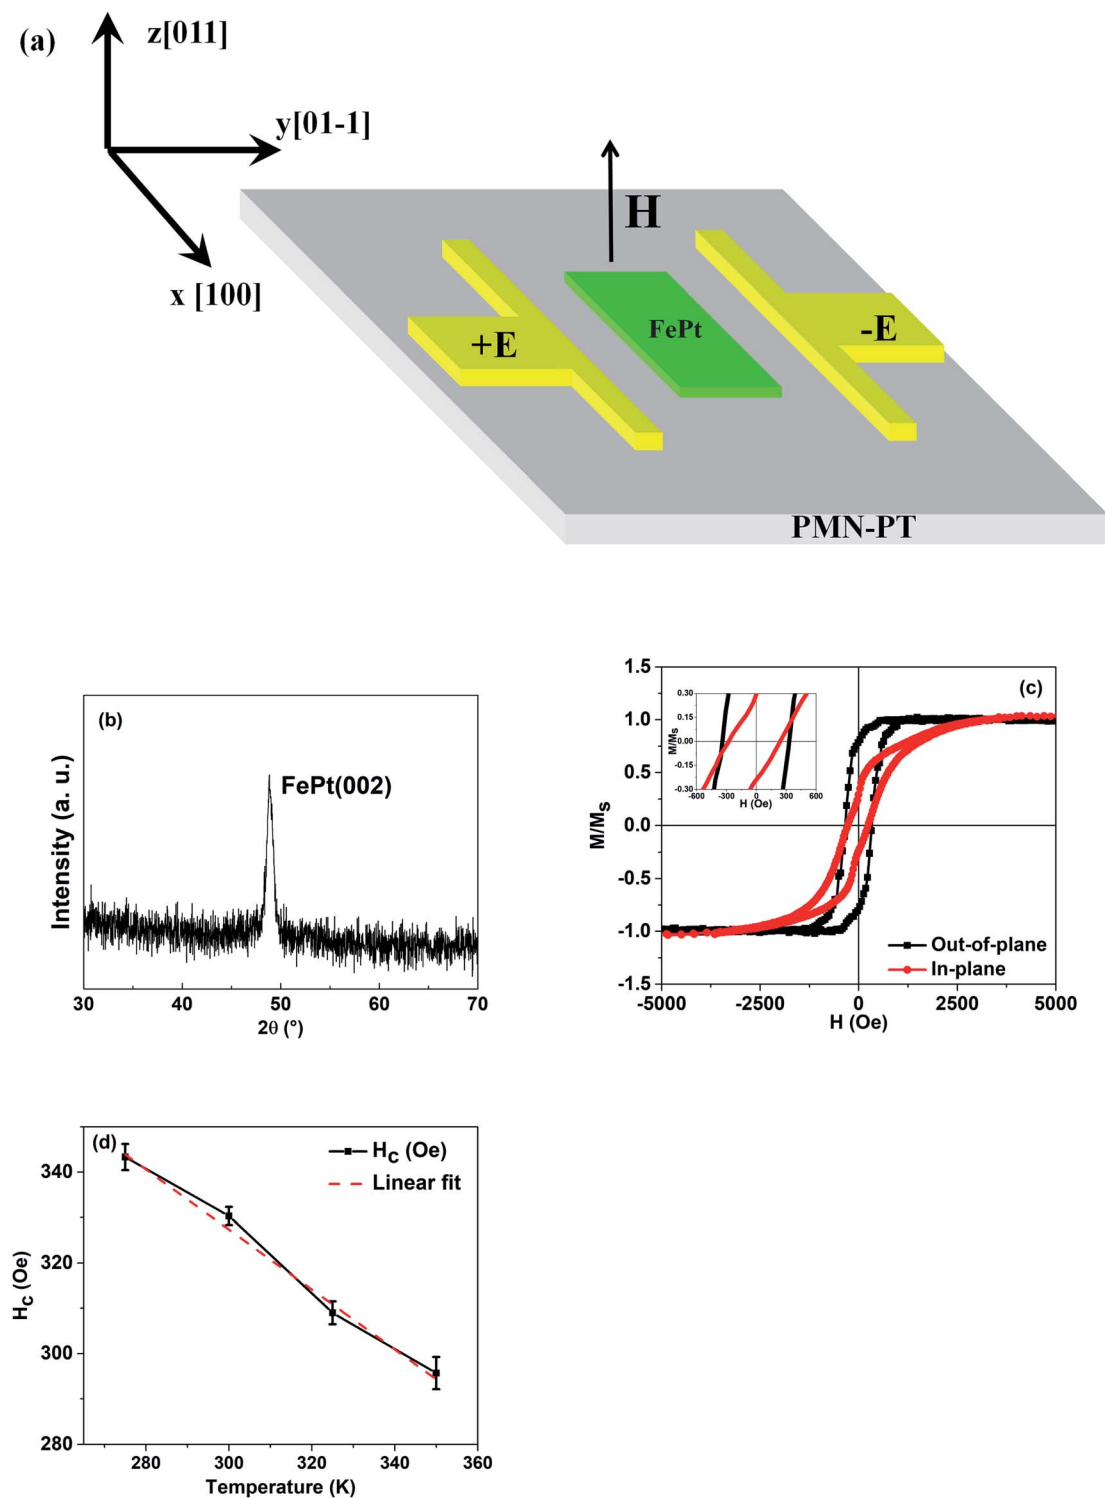 (a)
z[011]
y[01-1]
x [100]
H
+E
FePt
-E
PMN-PT
(b)
FePt(002)
Intensity (a. u.)
30 40 50 60 70
2θ (°)
(c)
1.5
1.0
0.5
0.0
-0.5
-1.0
-1.5
M/Ms
-5000 -2500 0 2500 5000
H (Oe)
Out-of-plane
In-plane
0.30
0.15
0.00
-0.15
-0.30
M/Ms
-600 -300 0 300 600
H (Oe)
(d)
Hc (Oe)
Linear fit
340
320
300
280
Hc (Oe)
280 300 320 340 360
Temperature (K)